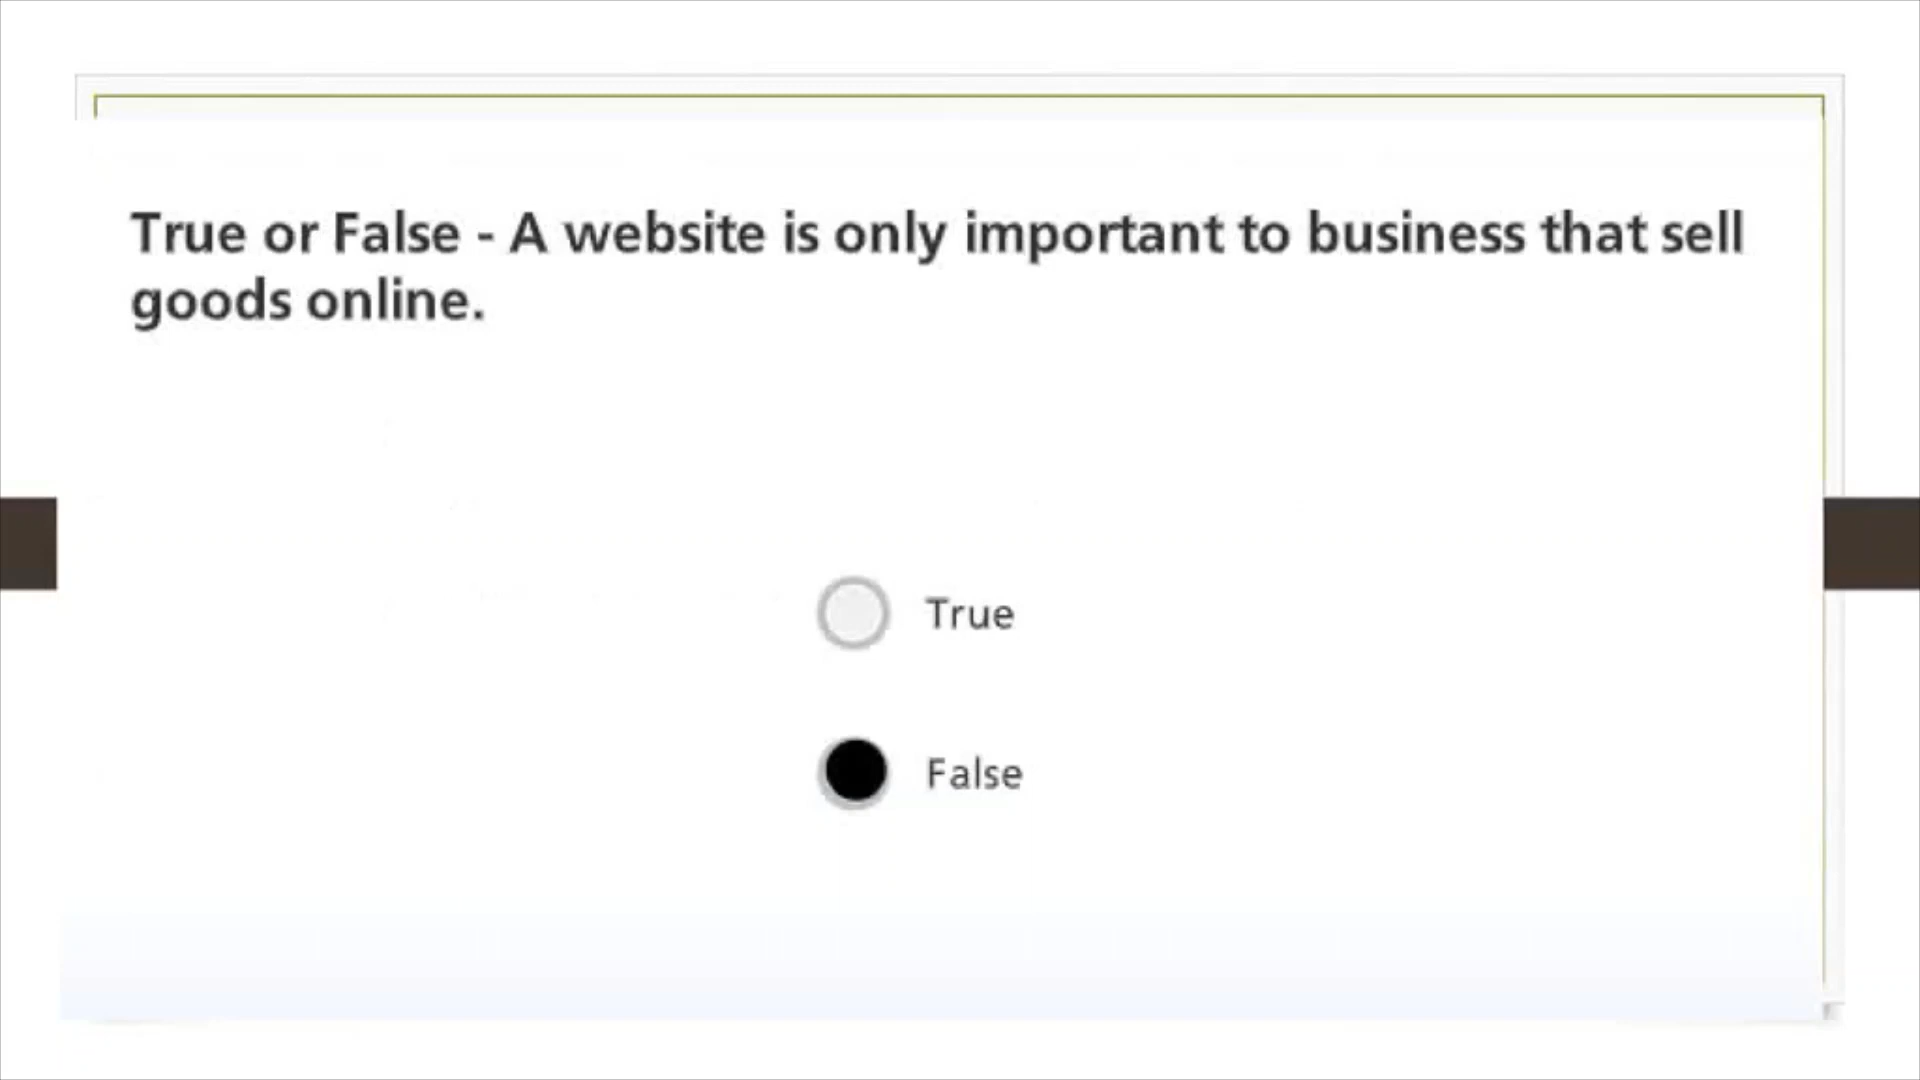 True or False - A website is only important to business that sell
goods online.
True
False